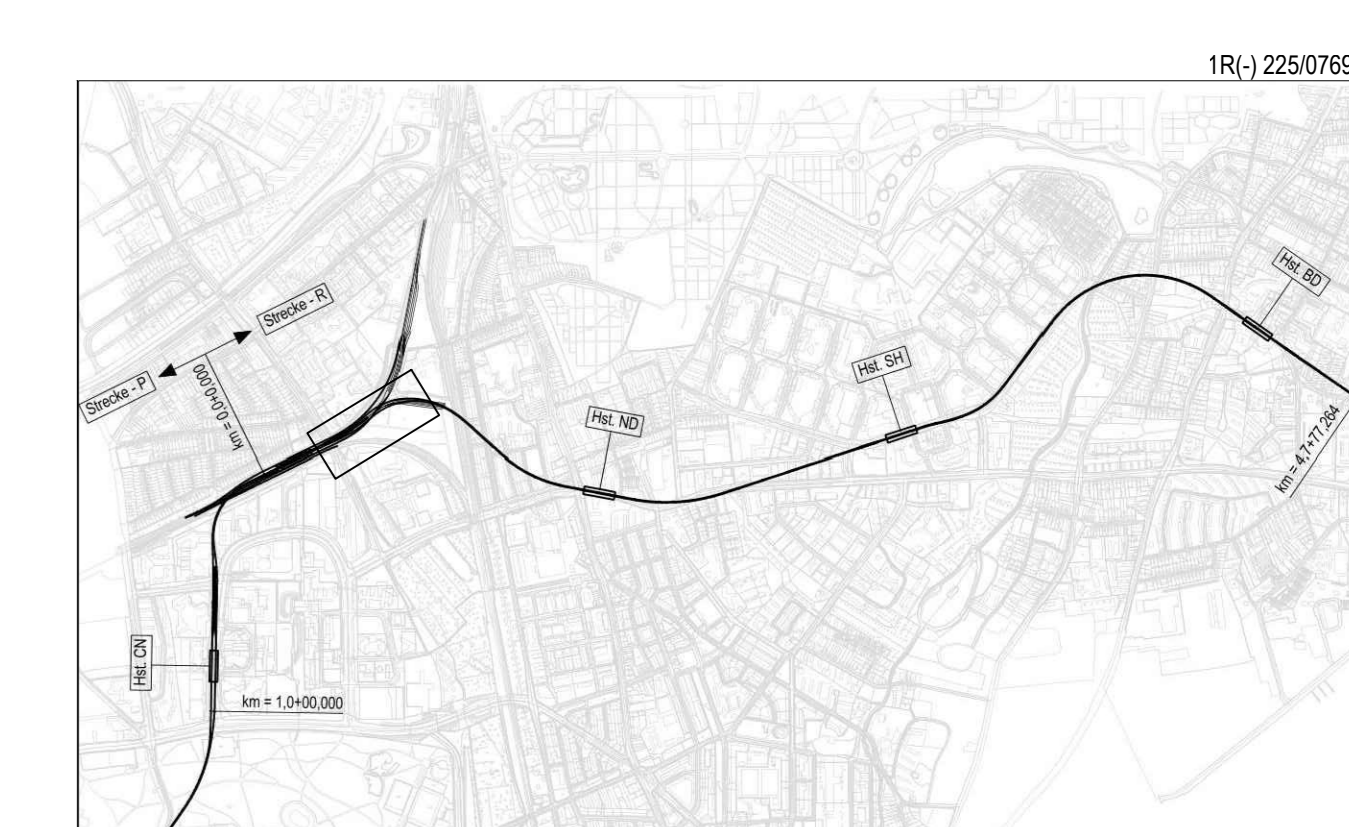 1R(-) 225/0769
Hst. BD
Strecke - R
Strecke - P
km = 0,0+0,000
Hst. SH
Hst. ND
km = 4,7+77,264
Hst. CN
km = 1,0+00,000